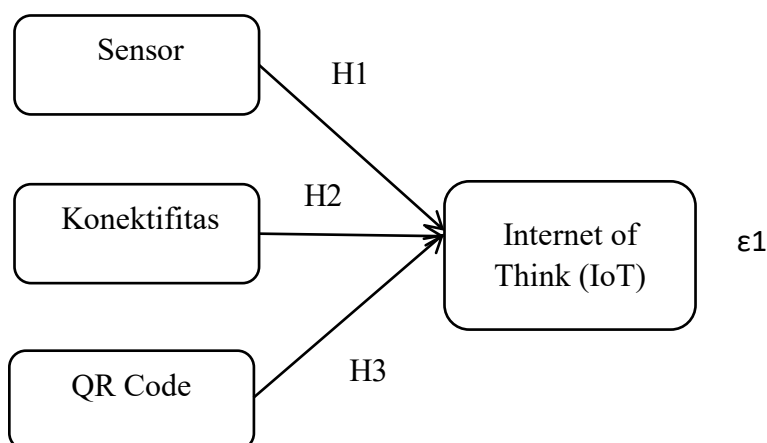 Sensor
H1
Konektifitas
H2
Internet of
Think (IoT)
ε1
QR Code
H3